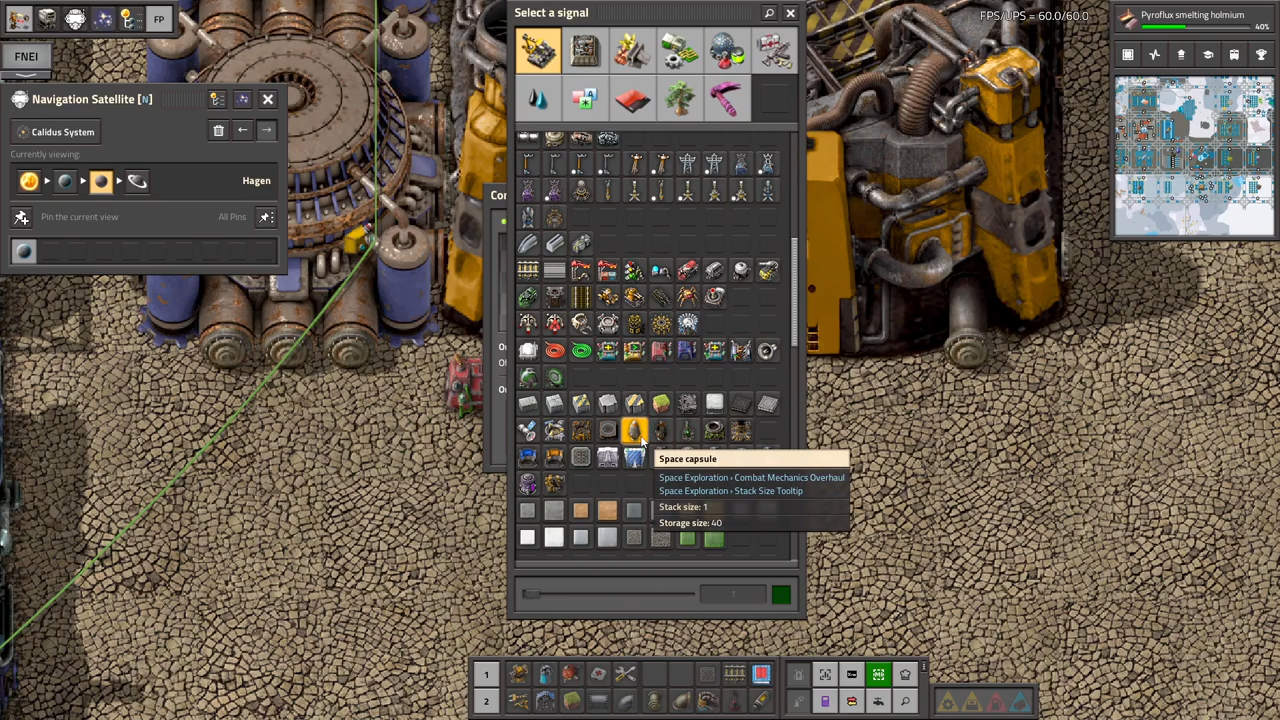 FP
FNEI
Navigation Satellite [N]
Calidus System
Currently viewing:
Hagen
Pin the current view
All Pins
Select a signal
Space capsule
Space Exploration › Combat Mechanics Overhaul
Space Exploration › Stack Size Tooltip
Stack size: 1
Storage size: 40
1
FPS/UPS = 60.0/60.0
Pyroflux smelting holmium
40%
1
2